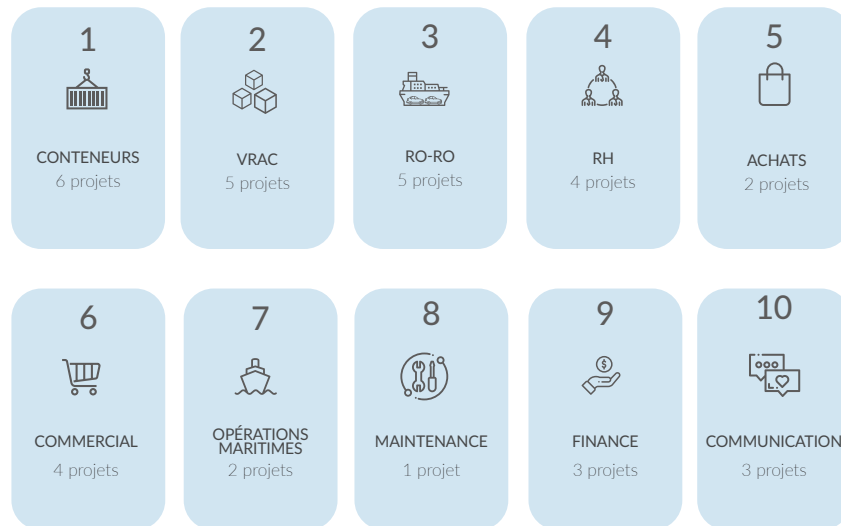 1
CONTENEURS
6 projets
2
VRAC
5 projets
3
RO-RO
5 projets
4
RH
4 projets
5
ACHATS
2 projets
6
COMMERCIAL
4 projets
7
OPÉRATIONS
MARITIMES
2 projets
8
MAINTENANCE
1 projet
9
FINANCE
3 projets
10
COMMUNICATION
3 projets